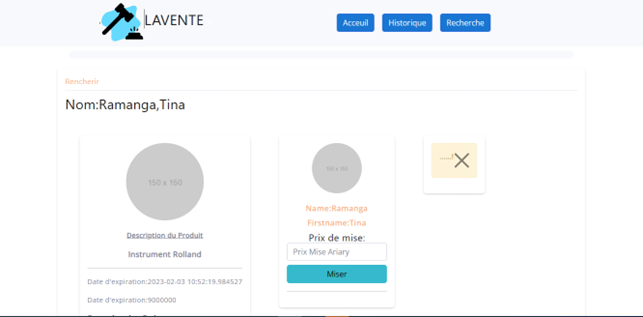 LAVENTE
Acceuil Historique Recherche
Rencherir
Nom:Ramanga,Tina
150 x 150
Description du Produit
Instrument Rolland
Date d'expiration:2023-02-03 10:52:19.984527
Date d'expiration:9000000
150 x 150
Name:Ramanga
Firstname:Tina
Prix de mise:
Prix Mise Ariary
Miser
......!